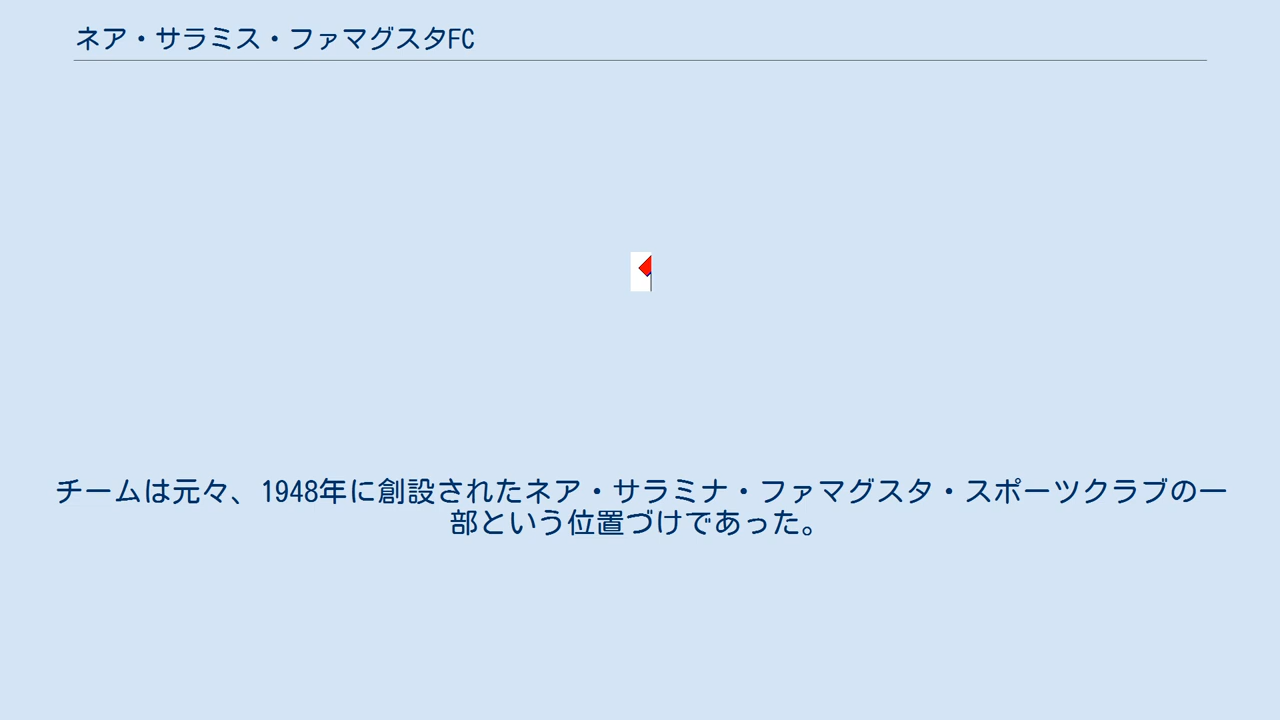 ネア・サラミス・ファマグスタFC
チームは元々、1948年に創設されたネア・サラミナ・ファマグスタ・スポーツクラブの一
部という位置づけであった。